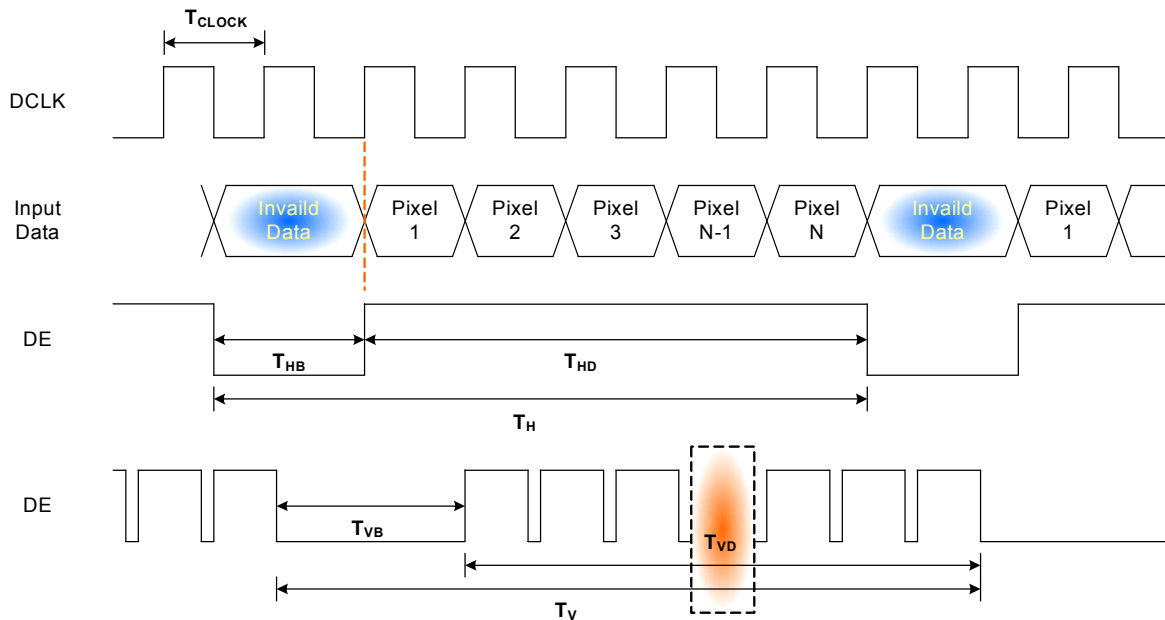 TCLOCK
DCLK
Input
Data
Invaild
Data
Pixel
1
Pixel
2
Pixel
3
Pixel
N-1
Pixel
N
Invaild
Data
Pixel
1
DE
THB
THD
TH
DE
TVB
TVD
TV